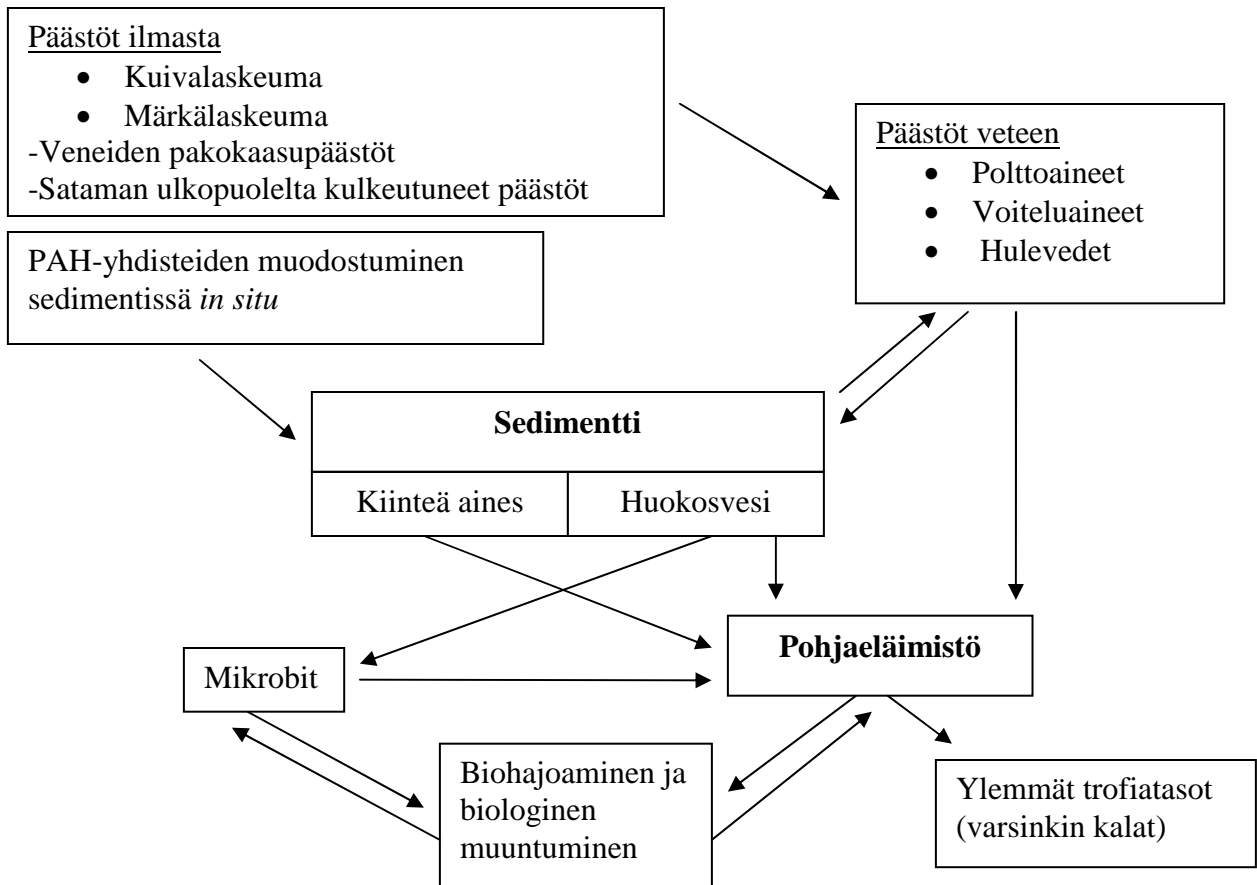 Päästöt ilmasta
• Kuivalaskeuma
• Märkälaskeuma
-Veneiden pakokaasupäästöt
-Sataman ulkopuolelta kulkeutuneet päästöt
Päästöt veteen
• Polttoaineet
• Voiteluaineet
• Hulevedet
PAH-yhdisteiden muodostuminen
sedimentissä in situ
Sedimentti
Kiinteä aines
Huokosvesi
Mikrobit
Pohjaeläimistö
Biohajoaminen ja
biologinen
muuntuminen
Ylemmät trofiatasot
(varsinkin kalat)